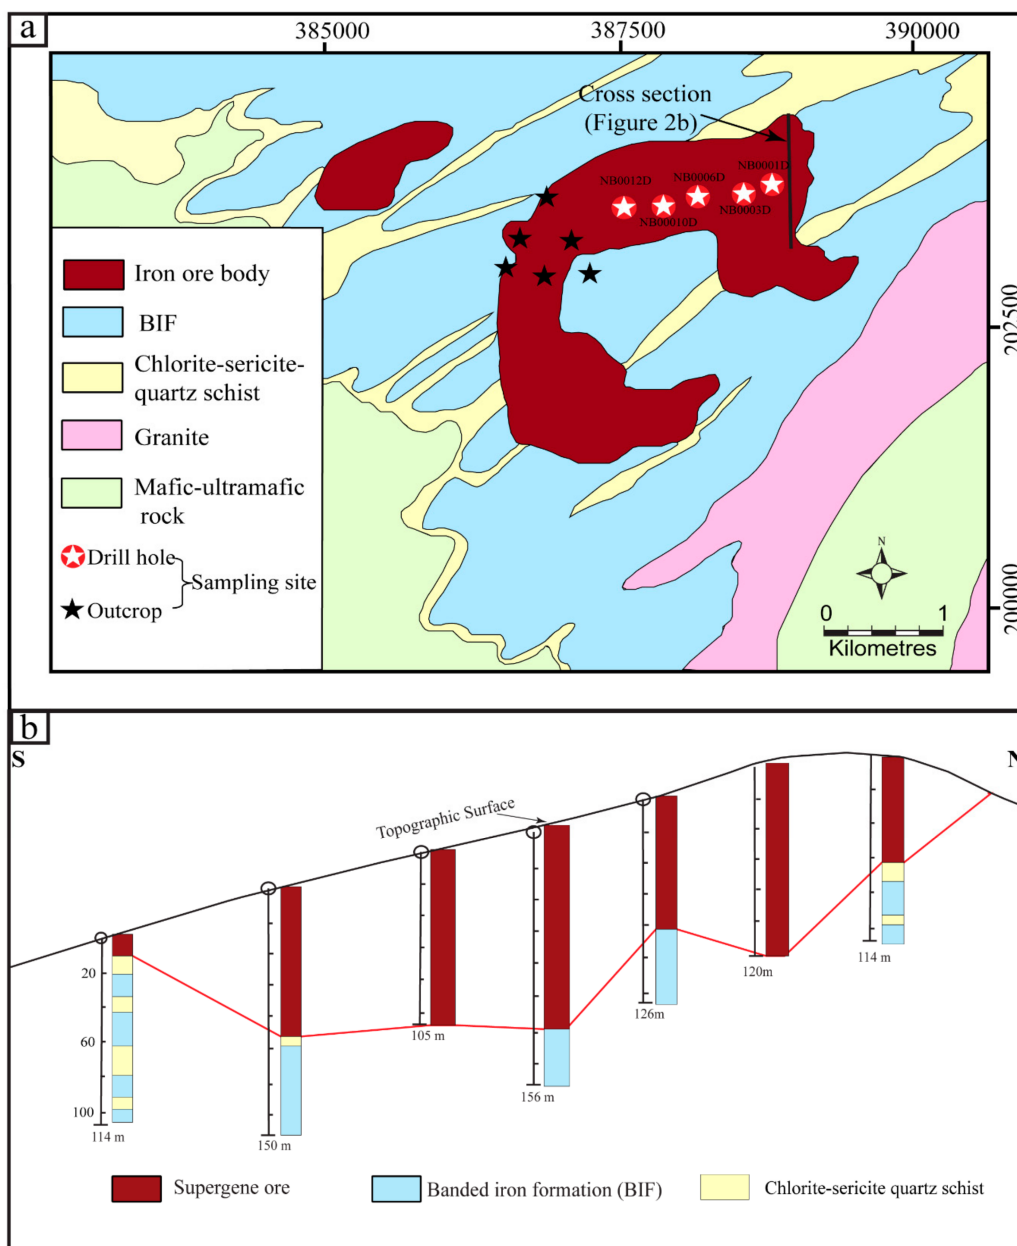 a
385000
387500
390000
Cross section
(Figure 2b)
NB0001D
NB0012D
NB0006D
NB0003D
NB00010D
202500
200000
Iron ore body
BIF
Chlorite-sericite-
quartz schist
Granite
Mafic-ultramafic
rock
Drill hole
Sampling site
Outcrop
N
0 1
Kilometres
b
S
N
Topographic Surface
20
60
100
114 m
150 m
105 m
156 m
126m
120m
114 m
Supergene ore
Banded iron formation (BIF)
Chlorite-sericite quartz schist